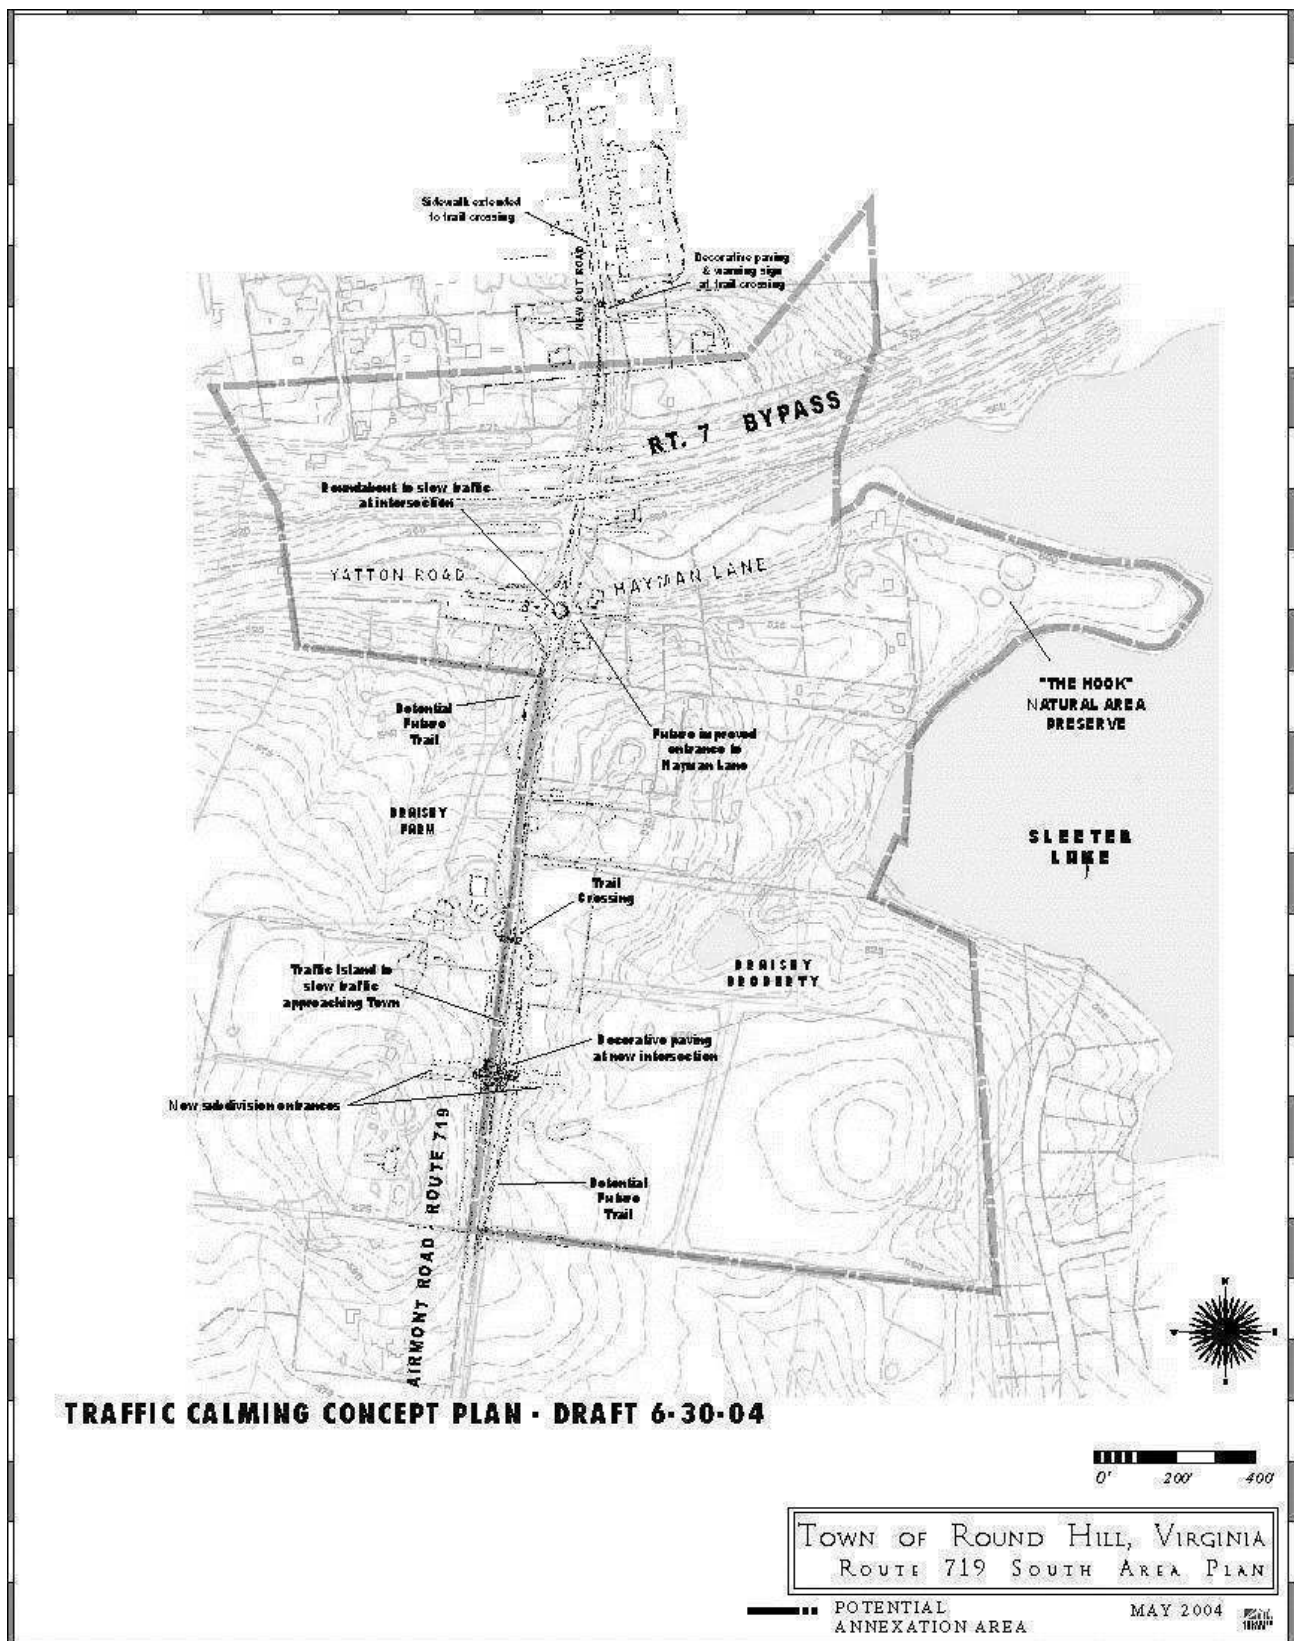 Sidewalk extended
to trail crossing
NEW CUT ROAD
Decorative paving
& warning sign
at trail crossing
RT. 7 BYPASS
Roundabout to slow traffic
at intersection
YATTON ROAD
HAYMAN LANE
"THE HOOK"
NATURAL AREA
PRESERVE
Potential
Future
Trail
Future improved
entrance to
Hayman Lane
FARM
SLEETER
LAKE
Trail
Crossing
Traffic Island to
slow traffic
approaching Town
PROPERTY
Decorative paving
at new intersection
New subdivision entrances
AIRMONT ROAD - ROUTE 719
Potential
Future
Trail
N
TRAFFIC CALMING CONCEPT PLAN - DRAFT 6-30-04
0' 200' 400'
TOWN OF ROUND HILL, VIRGINIA
ROUTE 719 SOUTH AREA PLAN
POTENTIAL
ANNEXATION AREA
MAY 2004